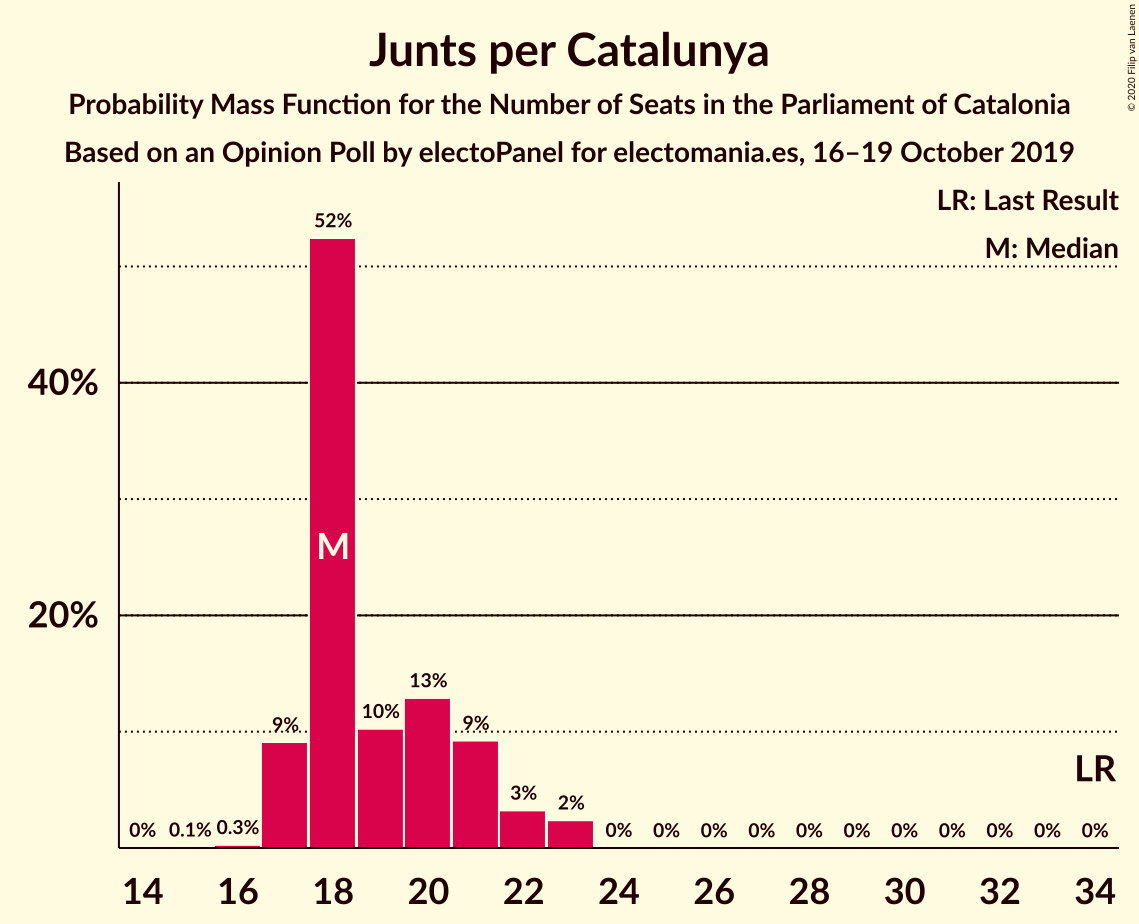 Junts per Catalunya
Probability Mass Function for the Number of Seats in the Parliament of Catalonia
Based on an Opinion Poll by electoPanel for electomania.es, 16–19 October 2019
© 2020 Filip van Laenen
LR: Last Result
M: Median
52%
40%
M
20%
13%
10%
9%
9%
LR
3%
2%
0% 0.1% 0.3% 0% 0% 0% 0% 0% 0% 0% 0% 0% 0% 0%
14 16 18 20 22 24 26 28 30 32 34